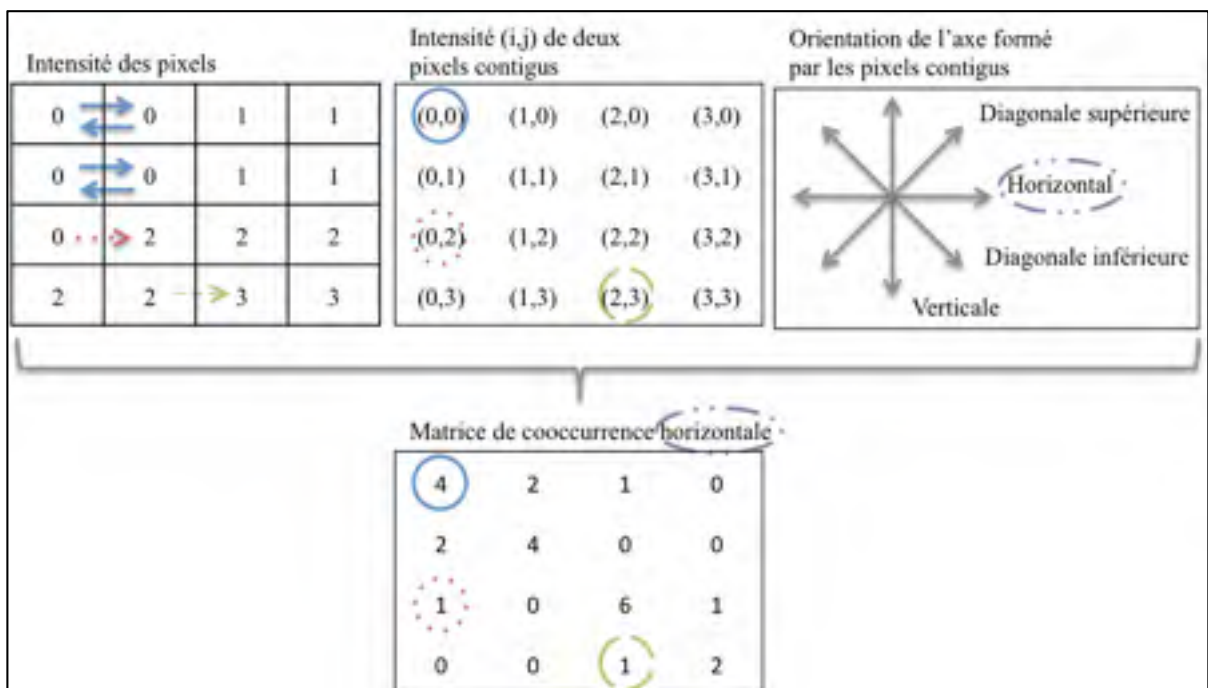 Intensité des pixels
0 0 1 1
0 0 1 1
0 2 2 2
2 2 3 3
Intensité (i,j) de deux
pixels contigus
(0,0) (1,0) (2,0) (3,0)
(0,1) (1,1) (2,1) (3,1)
(0,2) (1,2) (2,2) (3,2)
(0,3) (1,3) (2,3) (3,3)
Orientation de l'axe formé
par les pixels contigus
Diagonale supérieure
Horizontal
Diagonale inférieure
Verticale
Matrice de cooccurrence horizontale
4 2 1 0
2 4 0 0
1 0 6 1
0 0 1 2